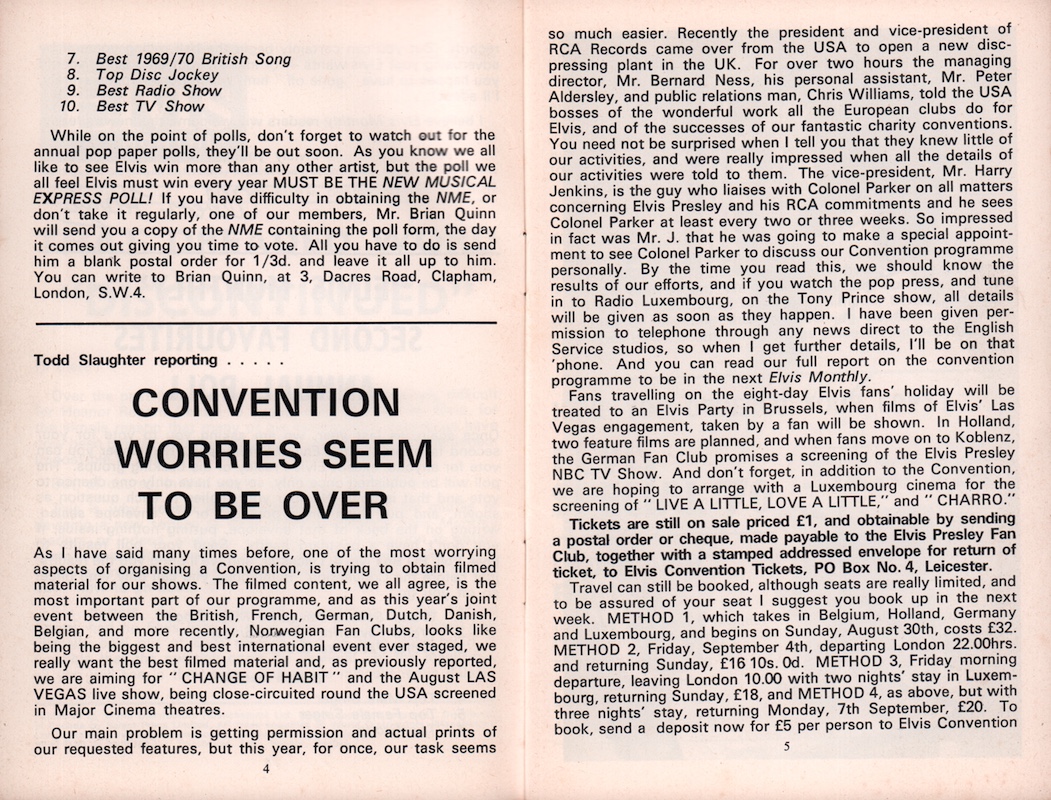 7. Best 1969/70 British Song
8. Top Disc Jockey
9. Best Radio Show
10. Best TV Show
While on the point of polls, don't forget to watch out for the
annual pop paper polls, they'll be out soon. As you know we all
like to see Elvis win more than any other artist, but the poll we
all feel Elvis must win every year MUST BE THE NEW MUSICAL
EXPRESS POLL! If you have difficulty in obtaining the NME, or
don't take it regularly, one of our members, Mr. Brian Quinn
will send you a copy of the NME containing the poll form, the day
it comes out giving you time to vote. All you have to do is send
him a blank postal order for 1/3d. and leave it all up to him.
You can write to Brian Quinn, at 3, Dacres Road, Clapham,
London, S.W.4.
Todd Slaughter reporting . . . . .
CONVENTION
WORRIES SEEM
TO BE OVER
As I have said many times before, one of the most worrying
aspects of organising a Convention, is trying to obtain filmed
material for our shows. The filmed content, we all agree, is the
most important part of our programme, and as this year's joint
event between the British, French, German, Dutch, Danish,
Belgian, and more recently, Norwegian Fan Clubs, looks like
being the biggest and best international event ever staged, we
really want the best filmed material and, as previously reported,
we are aiming for " CHANGE OF HABIT " and the August LAS
VEGAS live show, being close-circuited round the USA screened
in Major Cinema theatres.
Our main problem is getting permission and actual prints of
our requested features, but this year, for once, our task seems
4
so much easier. Recently the president and vice-president of
RCA Records came over from the USA to open a new disc-
pressing plant in the UK. For over two hours the managing
director, Mr. Bernard Ness, his personal assistant, Mr. Peter
Aldersley, and public relations man, Chris Williams, told the USA
bosses of the wonderful work all the European clubs do for
Elvis, and of the successes of our fantastic charity conventions.
You need not be surprised when I tell you that they knew little of
our activities, and were really impressed when all the details of
our activities were told to them. The vice-president, Mr. Harry
Jenkins, is the guy who liaises with Colonel Parker on all matters
concerning Elvis Presley and his RCA commitments and he sees
Colonel Parker at least every two or three weeks. So impressed
in fact was Mr. J. that he was going to make a special appoint-
ment to see Colonel Parker to discuss our Convention programme
personally. By the time you read this, we should know the
results of our efforts, and if you watch the pop press, and tune
in to Radio Luxembourg, on the Tony Prince show, all details
will be given as soon as they happen. I have been given per-
mission to telephone through any news direct to the English
Service studios, so when I get further details, I'll be on that
'phone. And you can read our full report on the convention
programme to be in the next Elvis Monthly.
Fans travelling on the eight-day Elvis fans' holiday will be
treated to an Elvis Party in Brussels, when films of Elvis' Las
Vegas engagement, taken by a fan will be shown. In Holland,
two feature films are planned, and when fans move on to Koblenz,
the German Fan Club promises a screening of the Elvis Presley
NBC TV Show. And don't forget, in addition to the Convention,
we are hoping to arrange with a Luxembourg cinema for the
screening of " LIVE A LITTLE, LOVE A LITTLE," and " CHARRO."
Tickets are still on sale priced £1, and obtainable by sending
a postal order or cheque, made payable to the Elvis Presley Fan
Club, together with a stamped addressed envelope for return of
ticket, to Elvis Convention Tickets, PO Box No. 4, Leicester.
Travel can still be booked, although seats are really limited, and
to be assured of your seat I suggest you book up in the next
week. METHOD 1, which takes in Belgium, Holland, Germany
and Luxembourg, and begins on Sunday, August 30th, costs £32.
METHOD 2, Friday, September 4th, departing London 22.00hrs.
and returning Sunday, £16 10s. 0d. METHOD 3, Friday morning
departure, leaving London 10.00 with two nights' stay in Luxem-
bourg, returning Sunday, £18, and METHOD 4, as above, but with
three nights' stay, returning Monday, 7th September, £20. To
book, send a deposit now for £5 per person to Elvis Convention
5